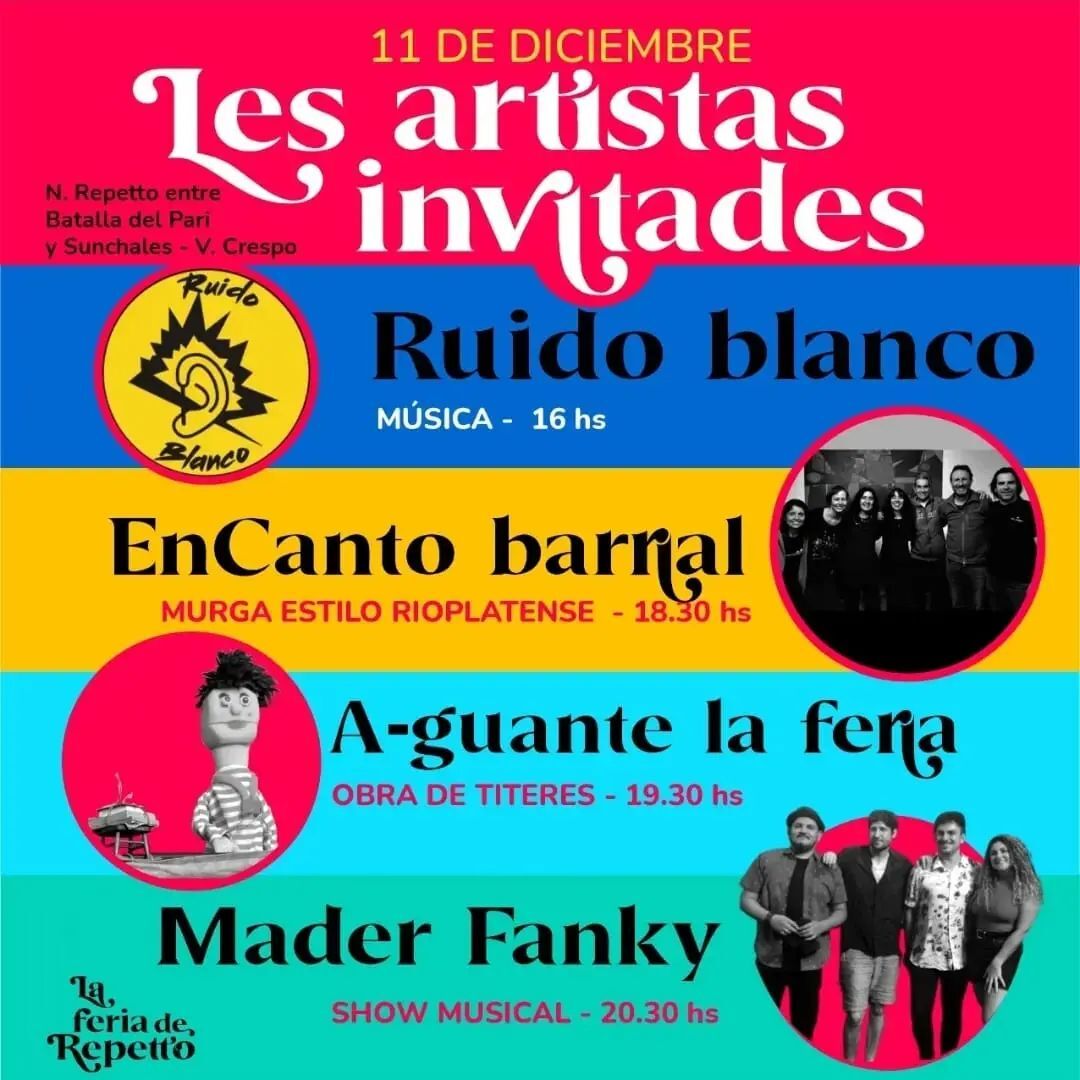 11 DE DICIEMBRE
Les artistas
invitades
N. Repetto entre
Batalla del Parí
y Sunchales - V. Crespo
Ruido
Blanco
Ruido blanco
MÚSICA - 16 hs
EnCanto barrial
MURGA ESTILO RIOPLATENSE - 18.30 hs
A-guante la feria
OBRA DE TITERES - 19.30 hs
Mader Fanky
SHOW MUSICAL - 20.30 hs
La
feria de
Repetto